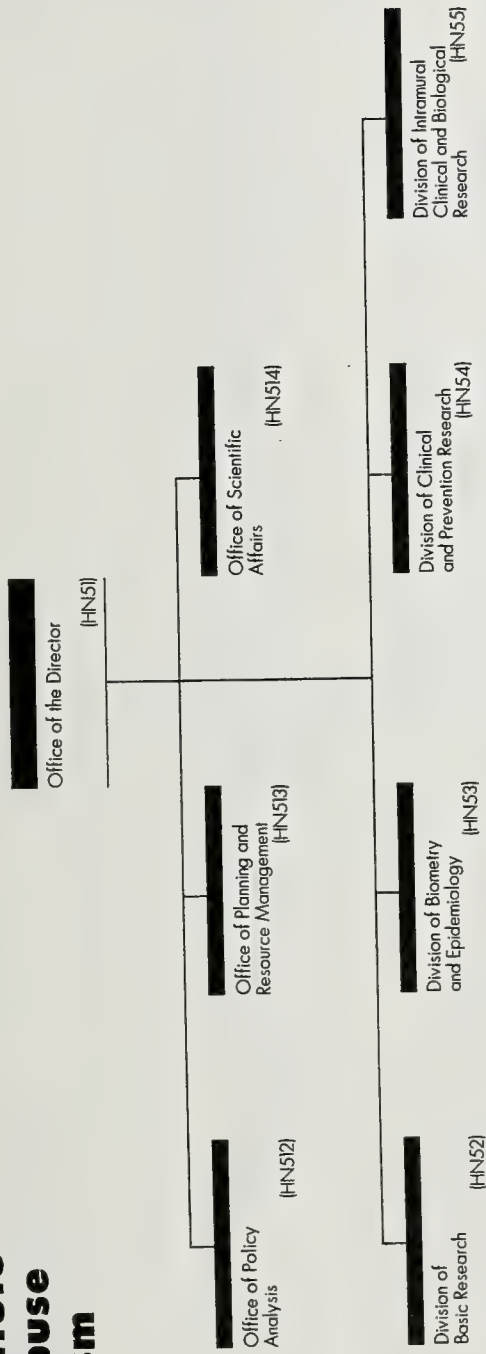 Office of the Director
(HN51)
Office of Policy
Analysis
(HN512)
Office of Planning and
Resource Management
(HN513)
Office of Scientific
Affairs
(HN514)
Division of
Basic Research
(HN52)
Division of Biometry
and Epidemiology
(HN53)
Division of Clinical
and Prevention Research
(HN54)
Division of Intramural
Clinical and Biological
Research
(HN55)